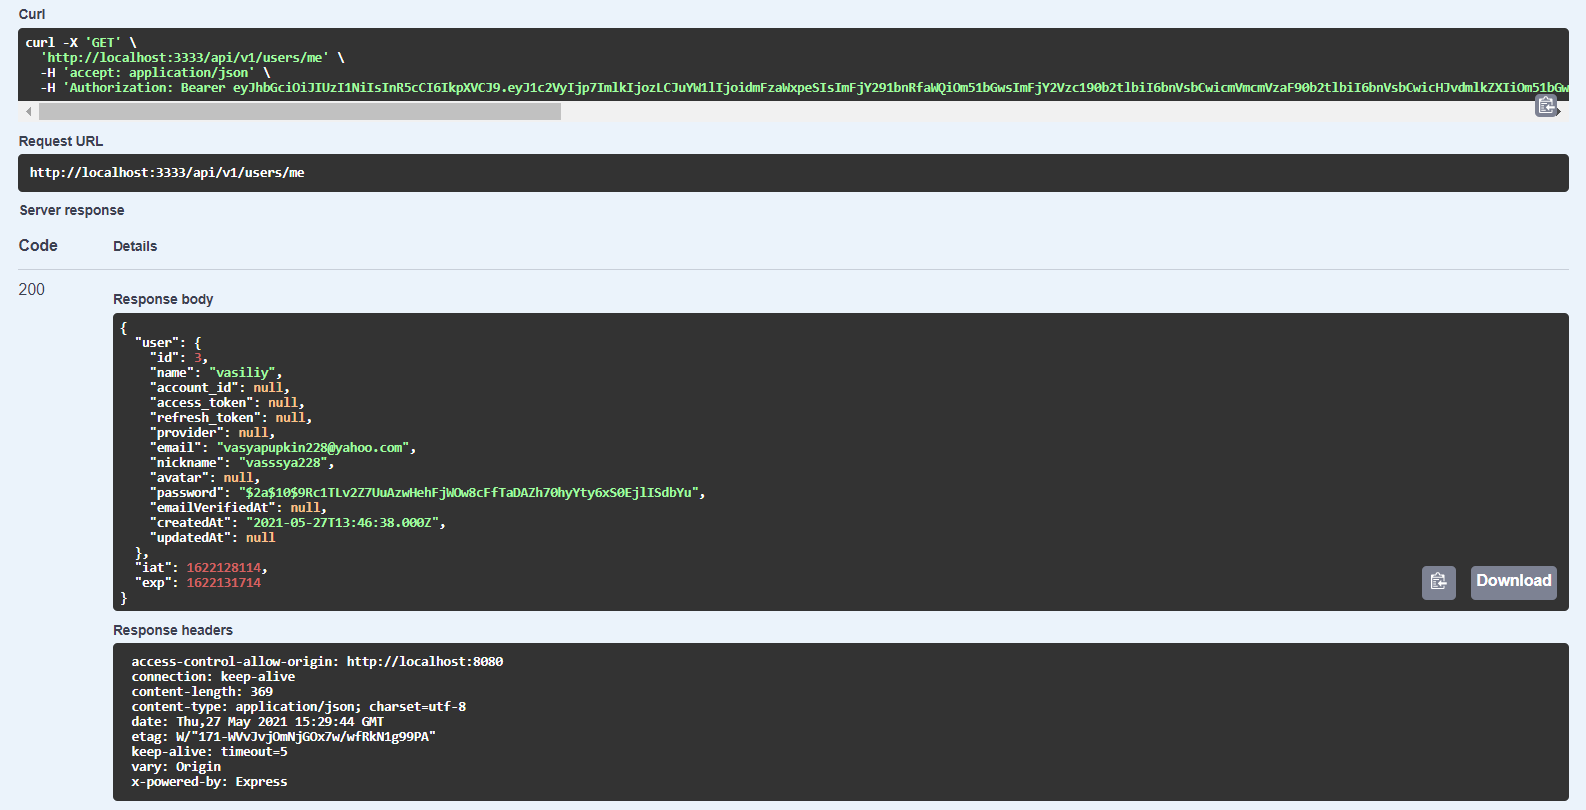 Curl
curl -X 'GET' \
'http://localhost:3333/api/v1/users/me' \
-H 'accept: application/json' \
-H 'Authorization: Bearer eyJhbGciOiJIUzI1NiIsInR5cCI6IkpXVCJ9.eyJ1c2VyIjp7ImlkIjozLCJuYW1lIjoidmFzaWxpeSIsImFjY291bnRfaWQiOm51bGwsImFjY2Vzc190b2tlbiI6bnVsbCwicmVmcmVzaF90b2tlbiI6bnVsbCwicHJvdmlkZXIiOm51bGw
Request URL
http://localhost:3333/api/v1/users/me
Server response
Code Details
200
Response body
{
"user": {
"id": 3,
"name": "vasiliy",
"account_id": null,
"access_token": null,
"refresh_token": null,
"provider": null,
"email": "vasyapupkin228@yahoo.com",
"nickname": "vasssya228",
"avatar": null,
"password": "$2a$10$9Rc1TLv2Z7UuAzwHehFjWOw8cFfTaDAZh70hyYty6xS0EjlISdbYu",
"emailVerifiedAt": null,
"createdAt": "2021-05-27T13:46:38.000Z",
"updatedAt": null
},
"iat": 1622128114,
"exp": 1622131714
}
Download
Response headers
access-control-allow-origin: http://localhost:8080
connection: keep-alive
content-length: 369
content-type: application/json; charset=utf-8
date: Thu,27 May 2021 15:29:44 GMT
etag: W/"171-WVvJvjOmNjGOx7w/wfRkN1g99PA"
keep-alive: timeout=5
vary: Origin
x-powered-by: Express